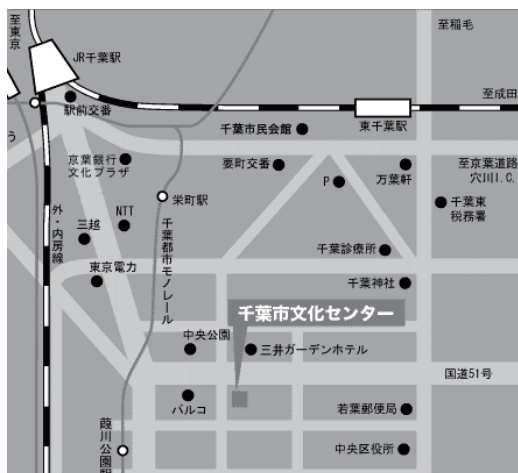 至東京
JR千葉駅
至稲毛
至成田
駅前交番
う
千葉市民会館
東千葉駅
京葉銀行
文化プラザ
要町交番
至京葉道路
穴川I.C.
P
万葉軒
栄町駅
千葉東
税務署
外・内房線
三越
NTT
千葉都市モノレール
千葉診療所
東京電力
千葉神社
千葉市文化センター
中央公園
三井ガーデンホテル
国道51号
パルコ
若葉郵便局
葭川公園駅
中央区役所